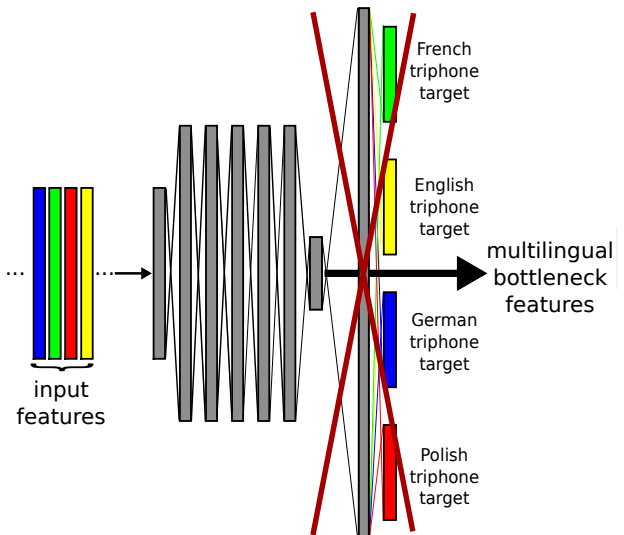 French
triphone
target
English
triphone
target
multilingual
bottleneck
features
German
triphone
target
Polish
triphone
target
...
...
input
features